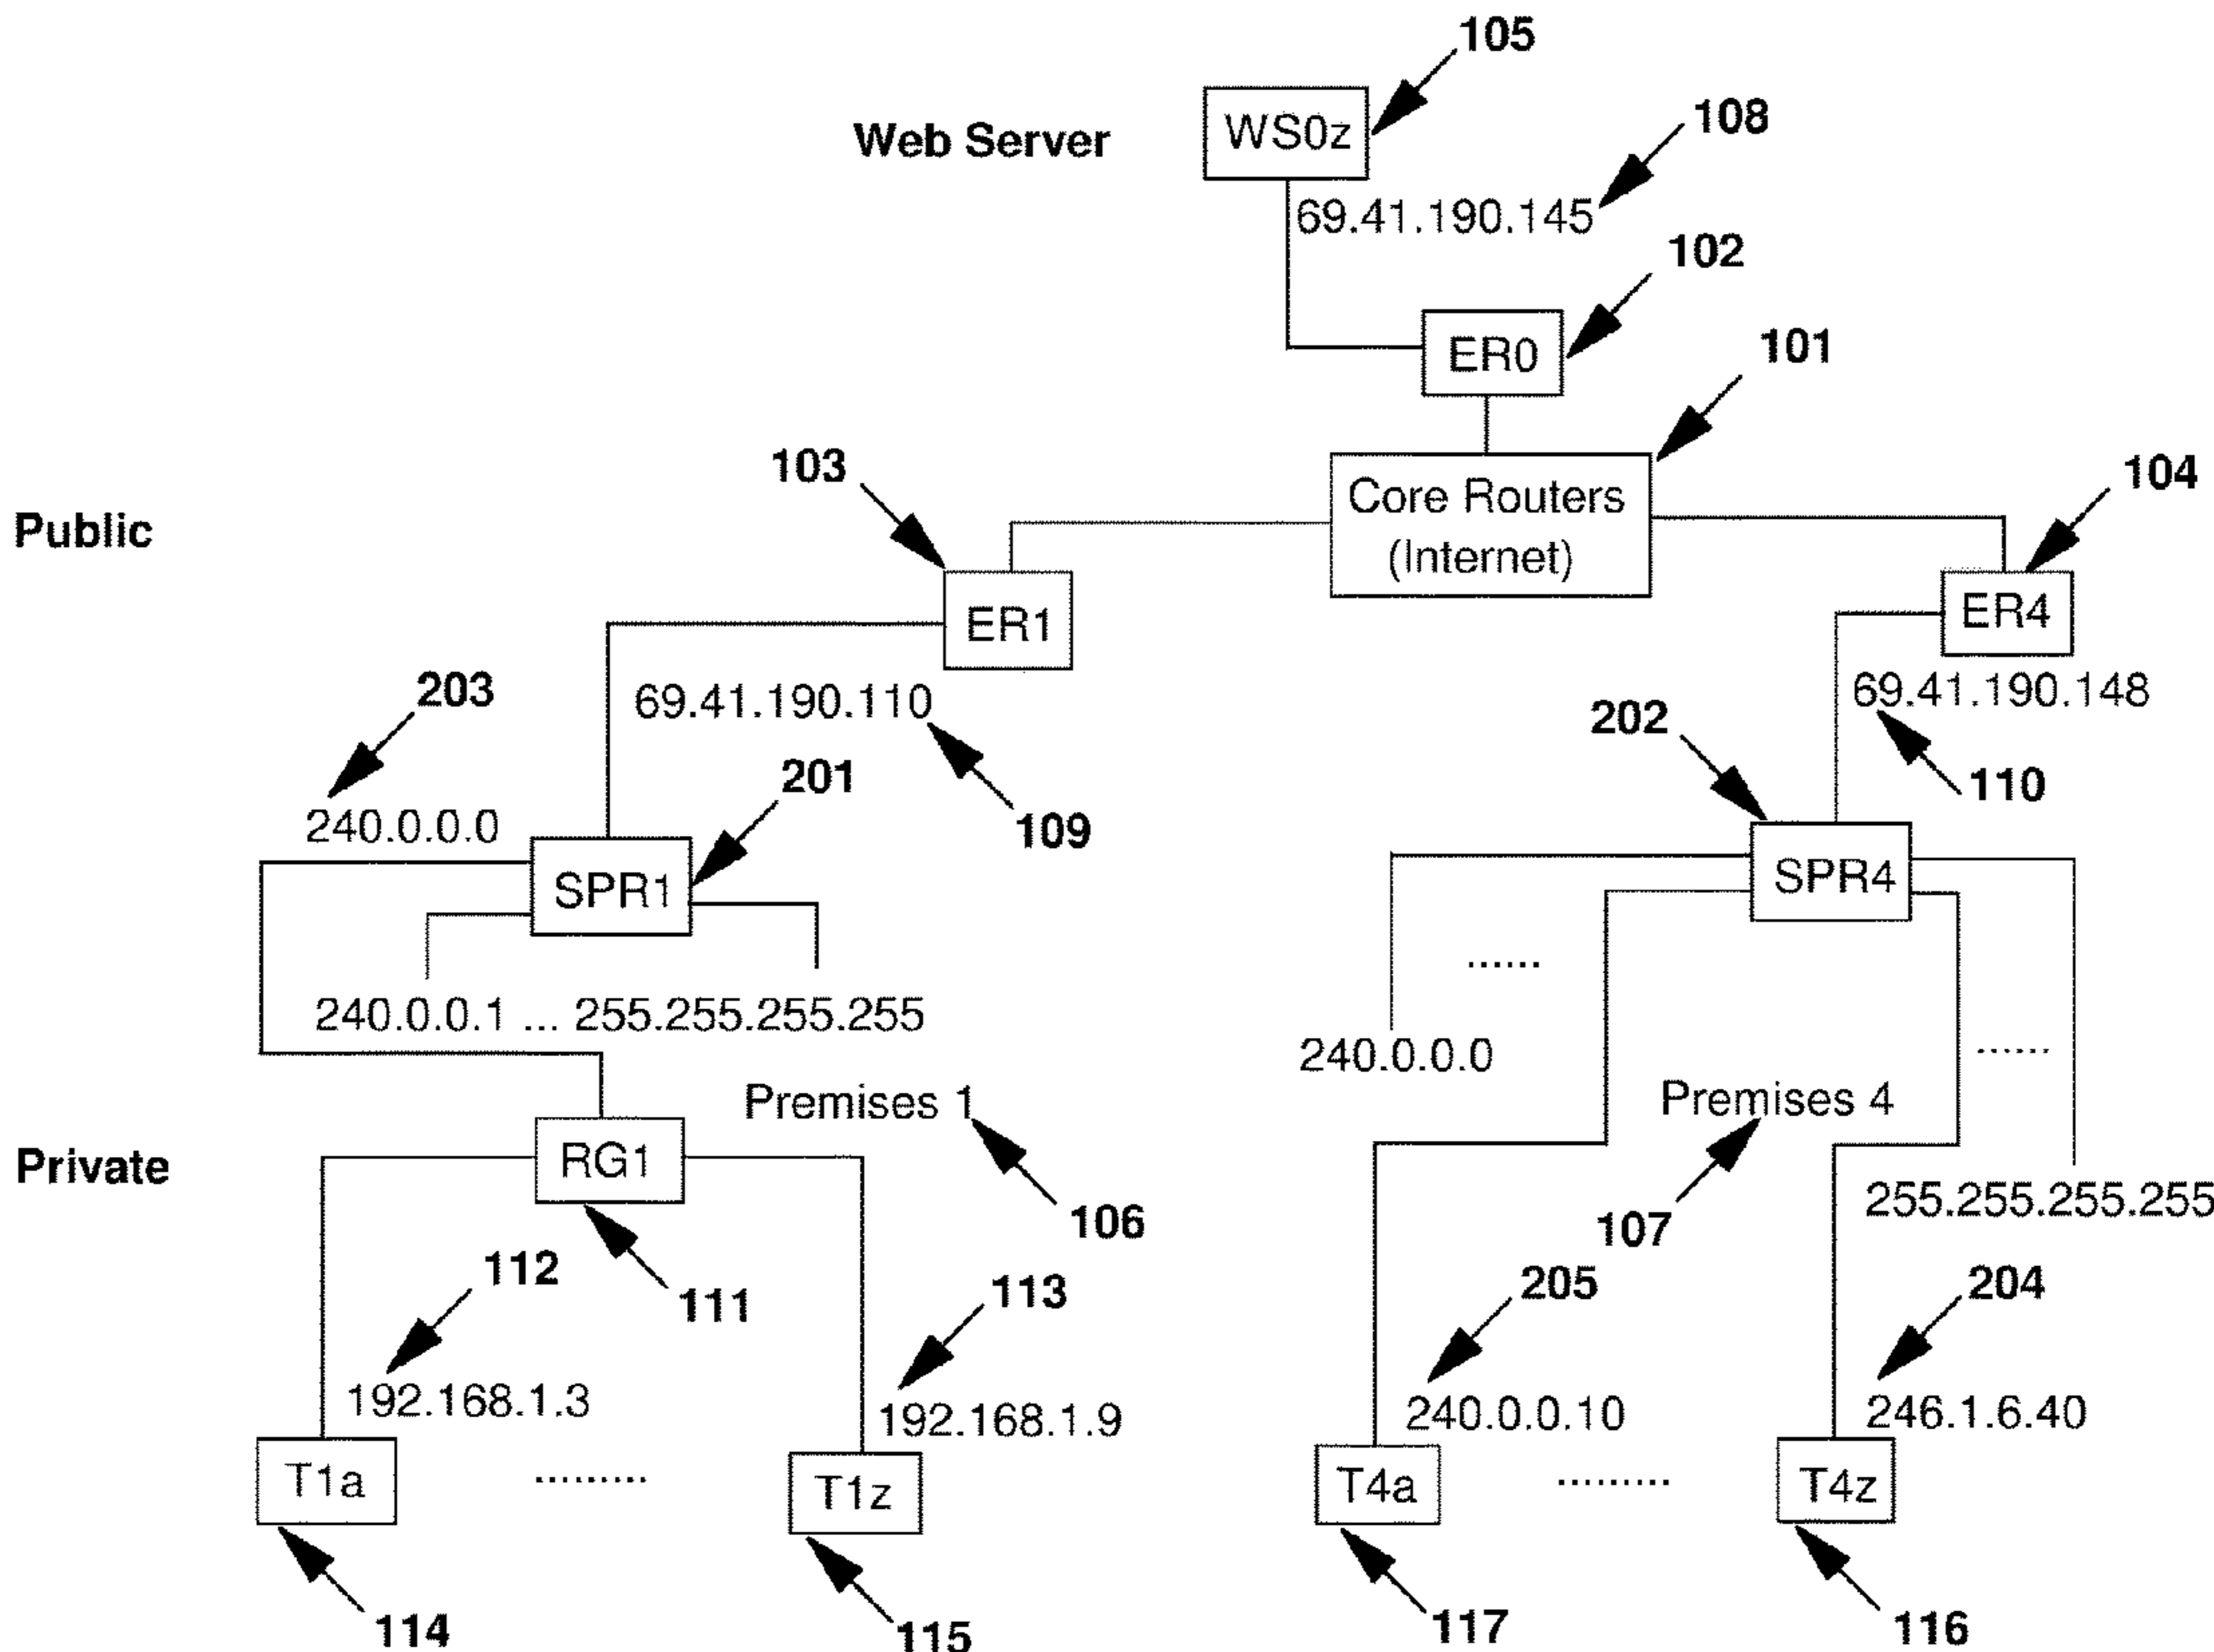 105
WS0z
Web Server
108
69.41.190.145
102
ER0
101
103
Core Routers
(Internet)
104
Public
ER1
ER4
203
69.41.190.110
69.41.190.148
202
201
110
240.0.0.0
109
SPR1
SPR4
......
240.0.0.1 ... 255.255.255.255
240.0.0.0
......
Premises 1
Premises 4
Private
RG1
106
107
255.255.255.255
112
111
113
205
204
192.168.1.3
192.168.1.9
240.0.0.10
246.1.6.40
T1a
.........
T1z
T4a
.........
T4z
114
115
117
116